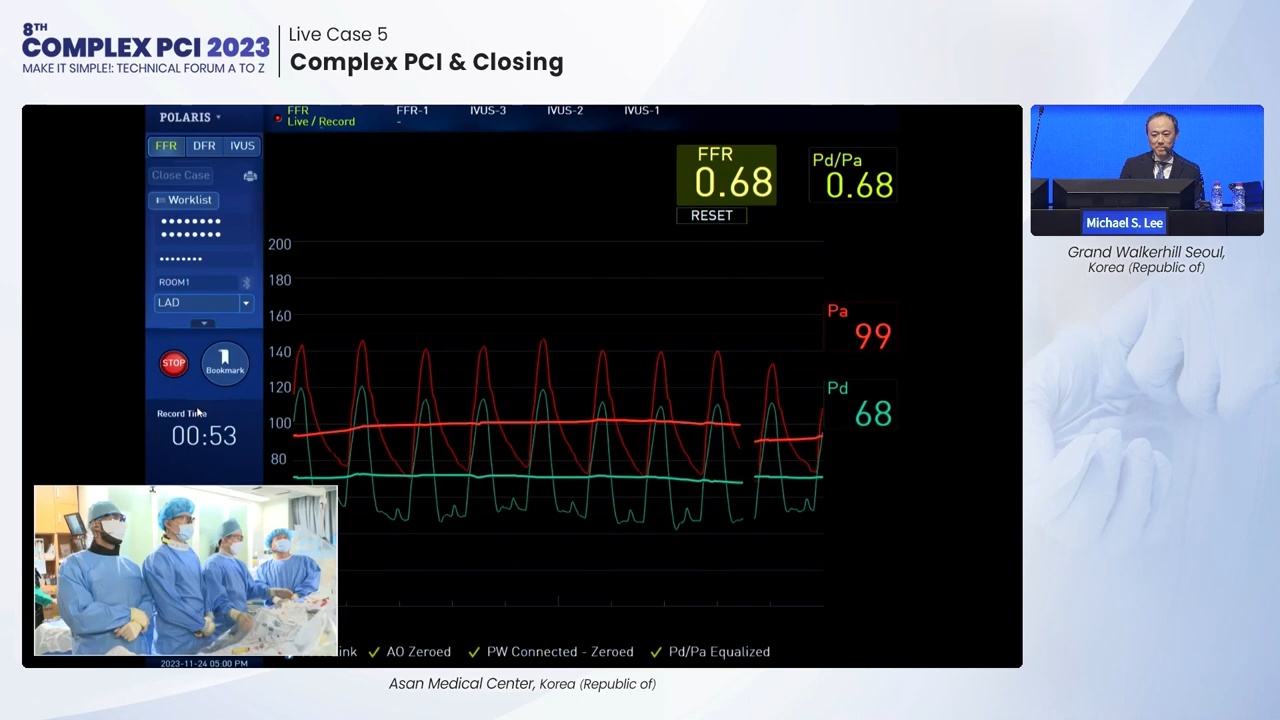 8TH
COMPLEX PCI 2023
MAKE IT SIMPLE!: TECHNICAL FORUM A TO Z
Live Case 5
Complex PCI & Closing
POLARIS
FFR
Live / Record
FFR-1
-
IVUS-3
IVUS-2
IVUS-1
FFR
DFR
IVUS
Close Case
Worklist
ROOM1
LAD
STOP
Bookmark
Record Time
00:53
FFR
0.68
RESET
Pd/Pa
0.68
200
180
160
140
120
100
80
Pa
99
Pd
68
AO Zeroed
PW Connected - Zeroed
Pd/Pa Equalized
2023-11-24 05:00 PM
Asan Medical Center, Korea (Republic of)
Michael S. Lee
Grand Walkerhill Seoul,
Korea (Republic of)